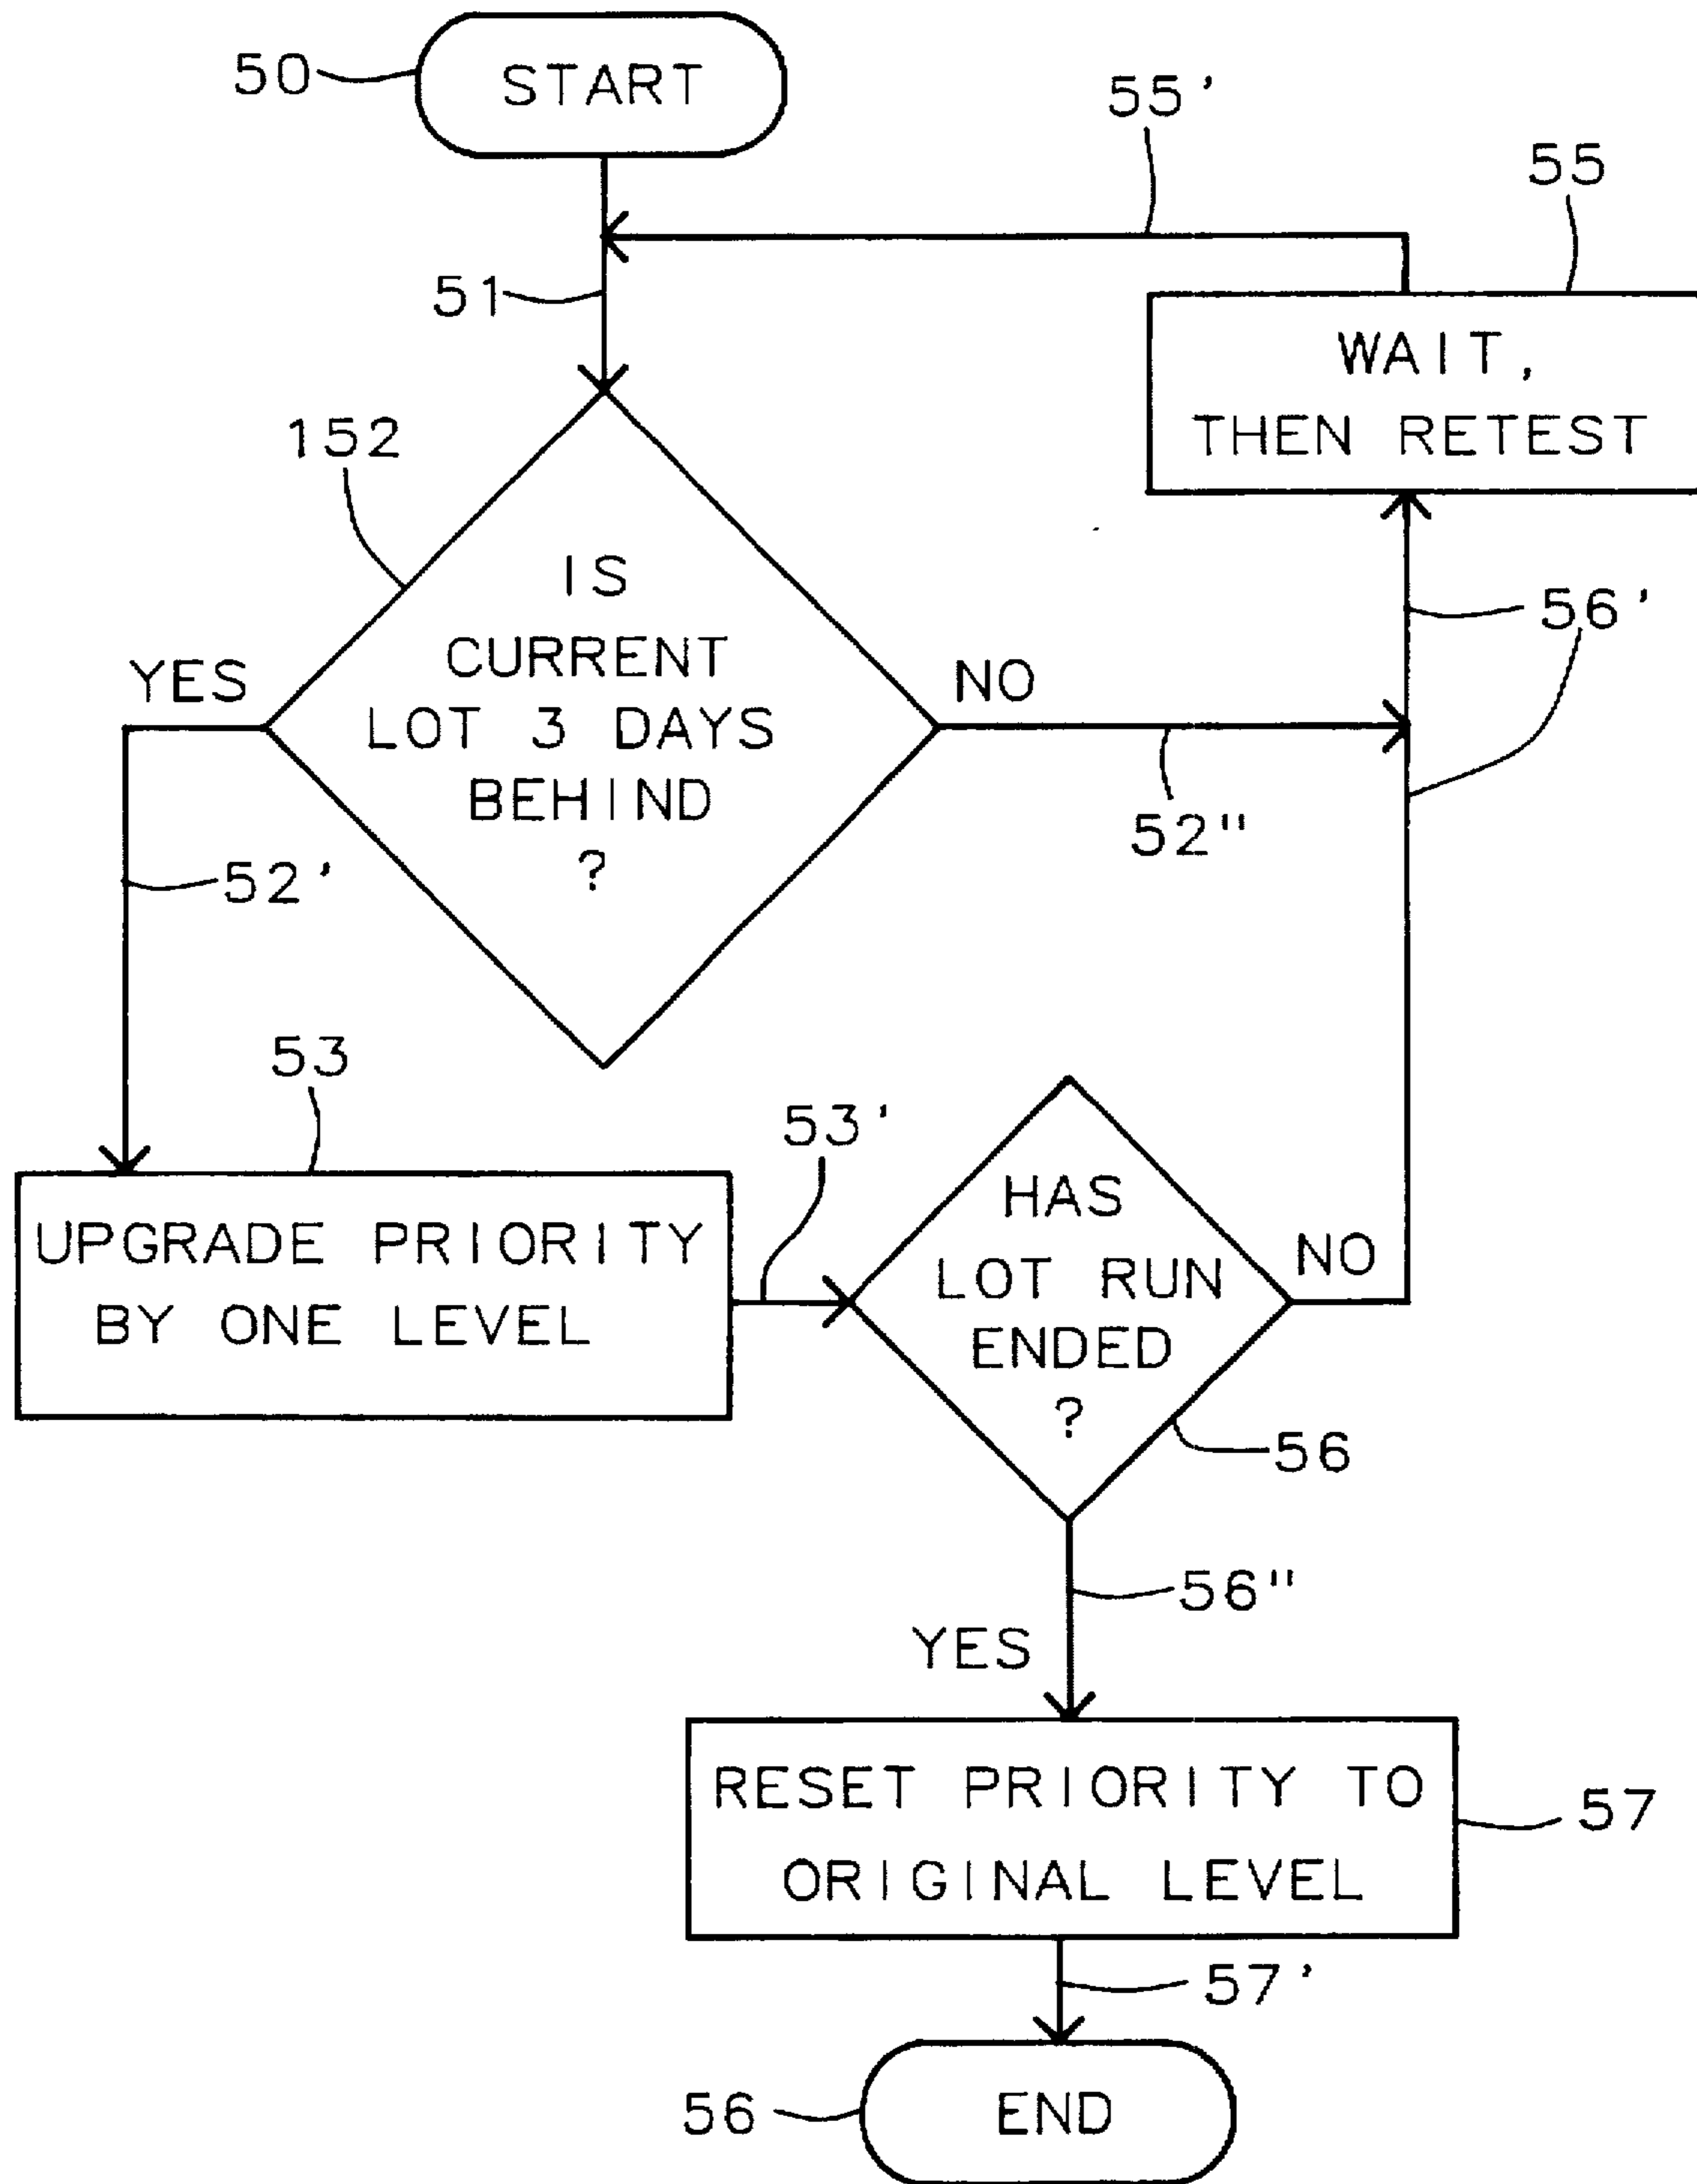 50
START
55'
55
51
WAIT,
THEN RETEST
152
IS
CURRENT
LOT 3 DAYS
BEHIND
?
YES
NO
56'
52"
52'
53
53'
UPGRADE PRIORITY
BY ONE LEVEL
HAS
LOT RUN
ENDED
?
NO
56
56"
YES
RESET PRIORITY TO
ORIGINAL LEVEL
57
57'
56
END